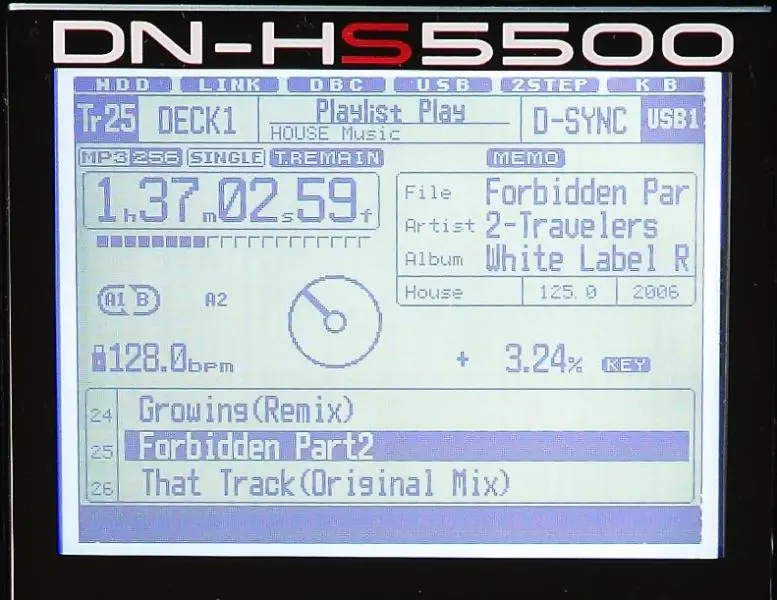 DN-HS5500
HDD LINK DBC USB 2STEP KB
Tr25 DECK1 Playlist Play D-SYNC USB1
HOUSE Music
MP3 256 SINGLE T.REMAIN MEMO
1h37m02s59f
File Forbidden Par
Artist 2-Travelers
Album White Label R
House 125.0 2006
A1 B A2
128.0bpm + 3.24% KEY
24 Growing(Remix)
25 Forbidden Part2
26 That Track(Original Mix)